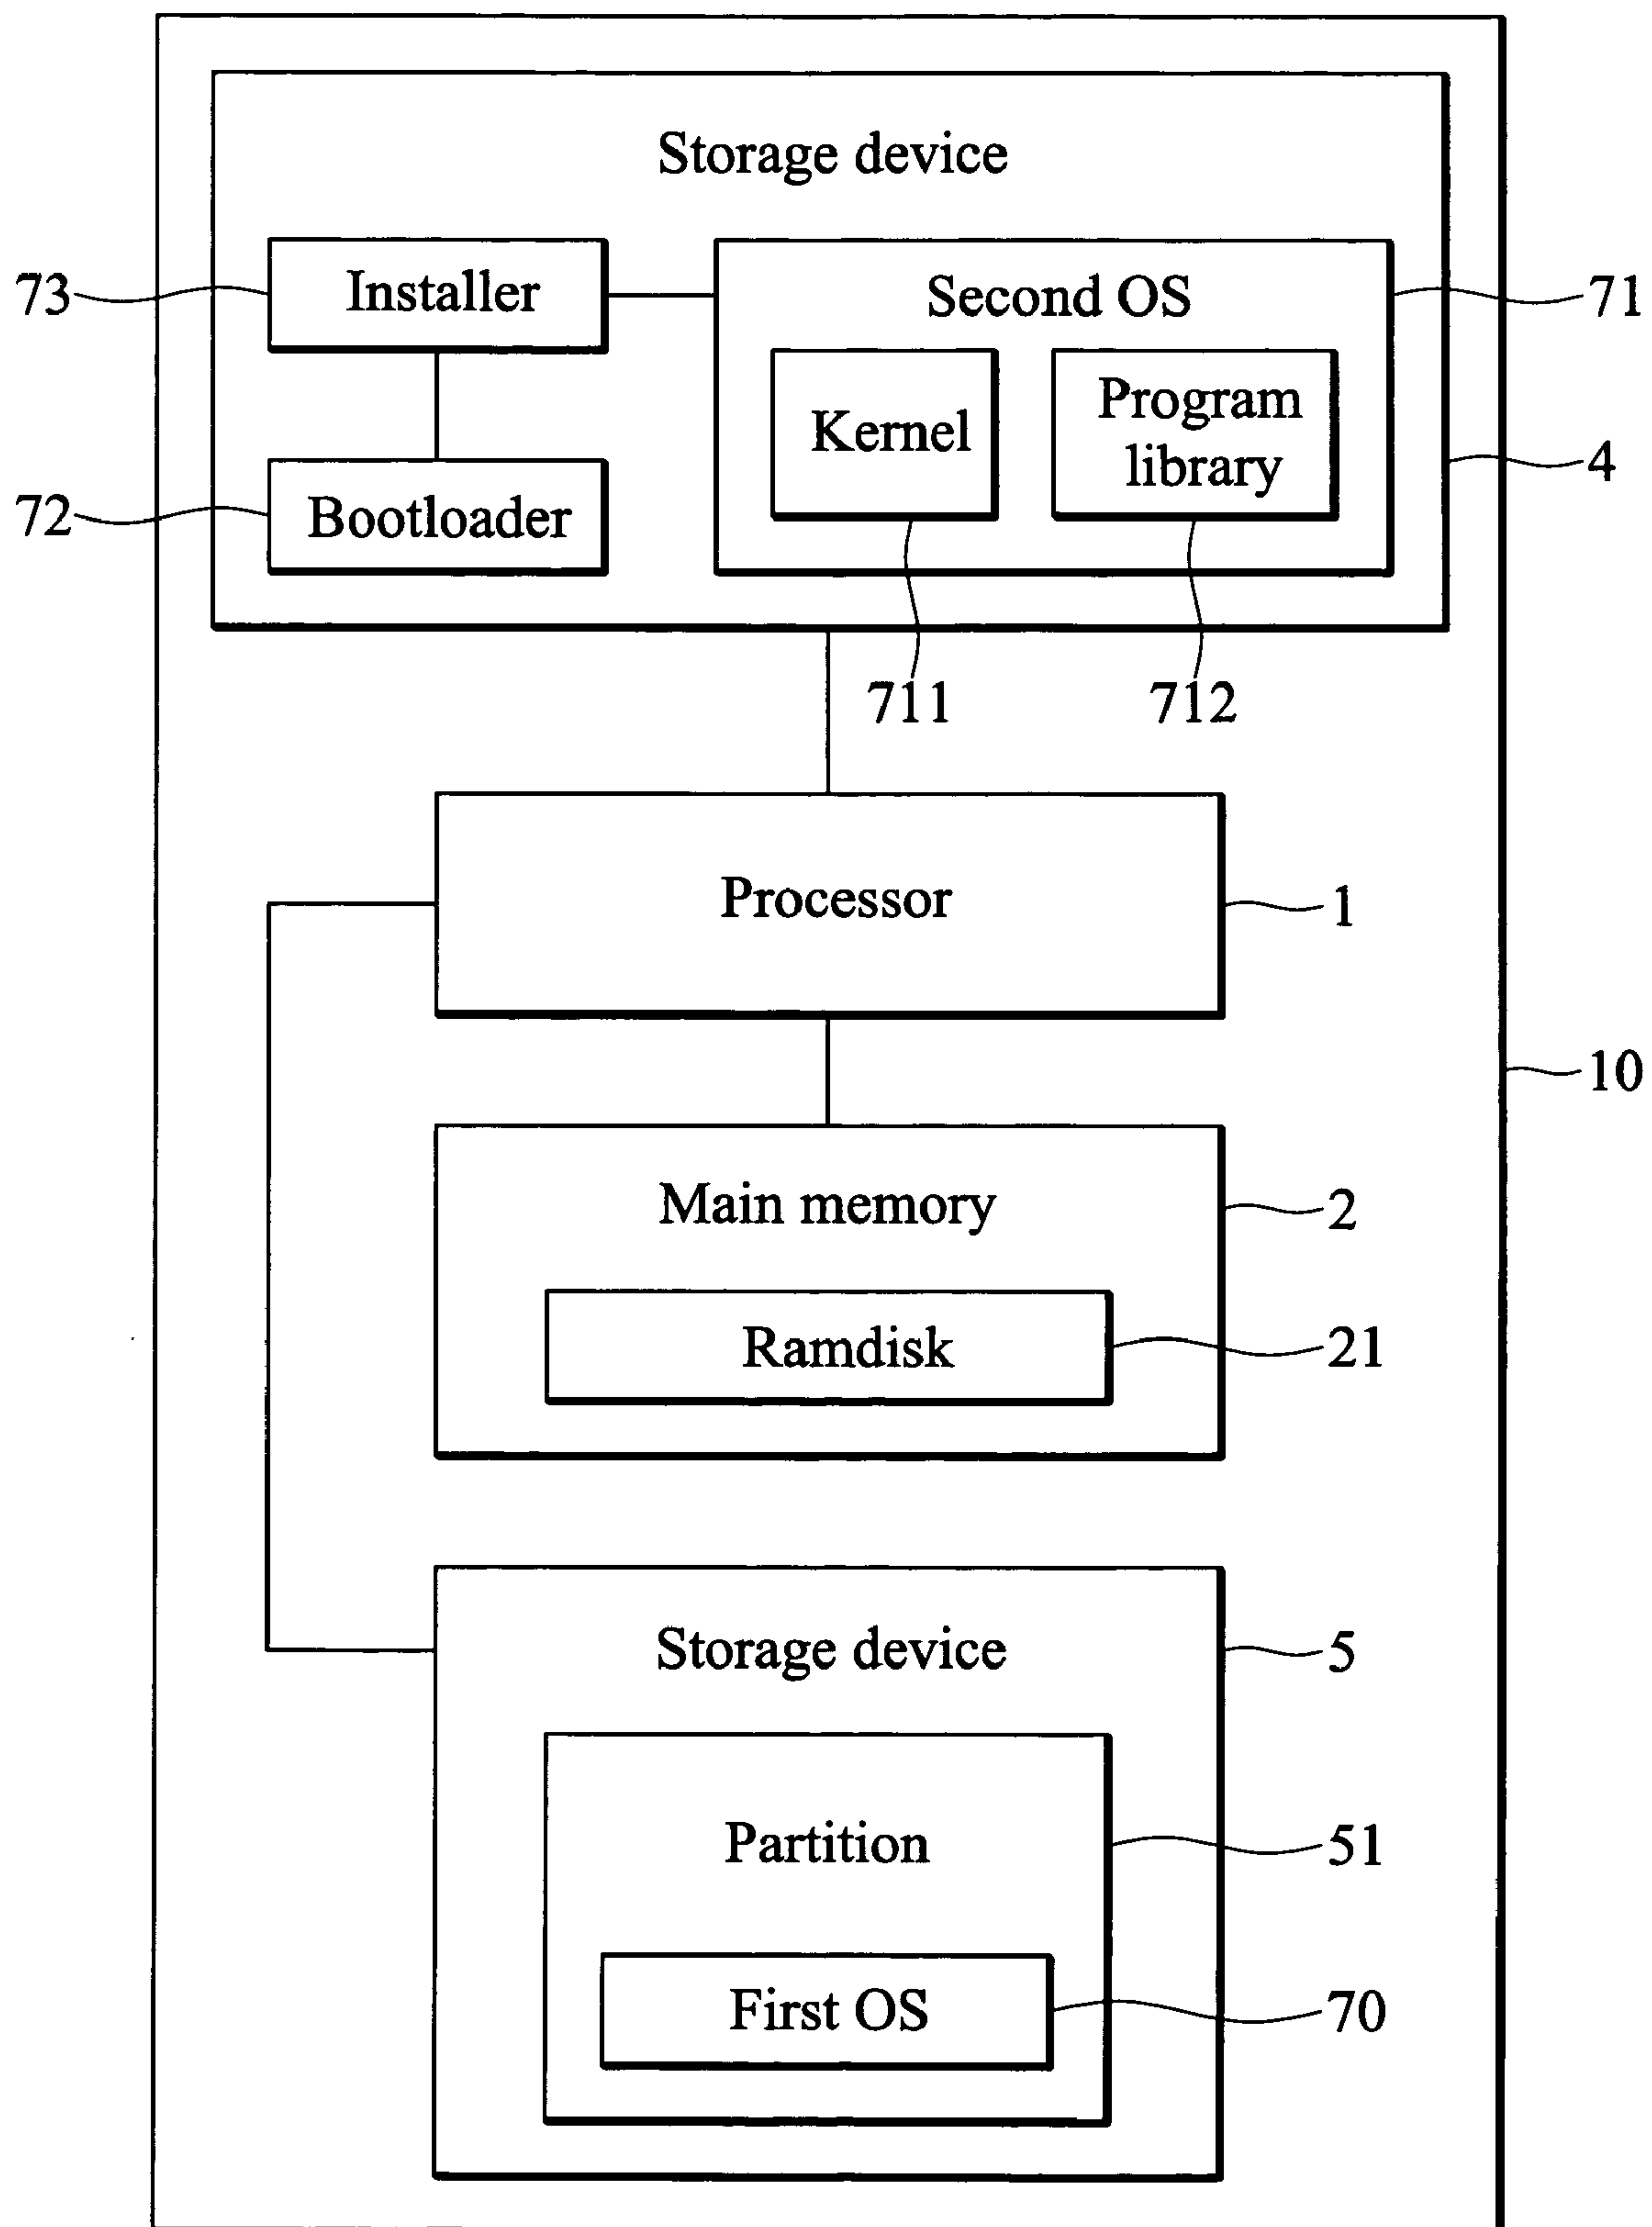 Storage device
73
Installer
Second OS
71
Kernel
Program
library
4
72
Bootloader
711
712
Processor
1
10
Main memory
2
Ramdisk
21
Storage device
5
Partition
51
First OS
70